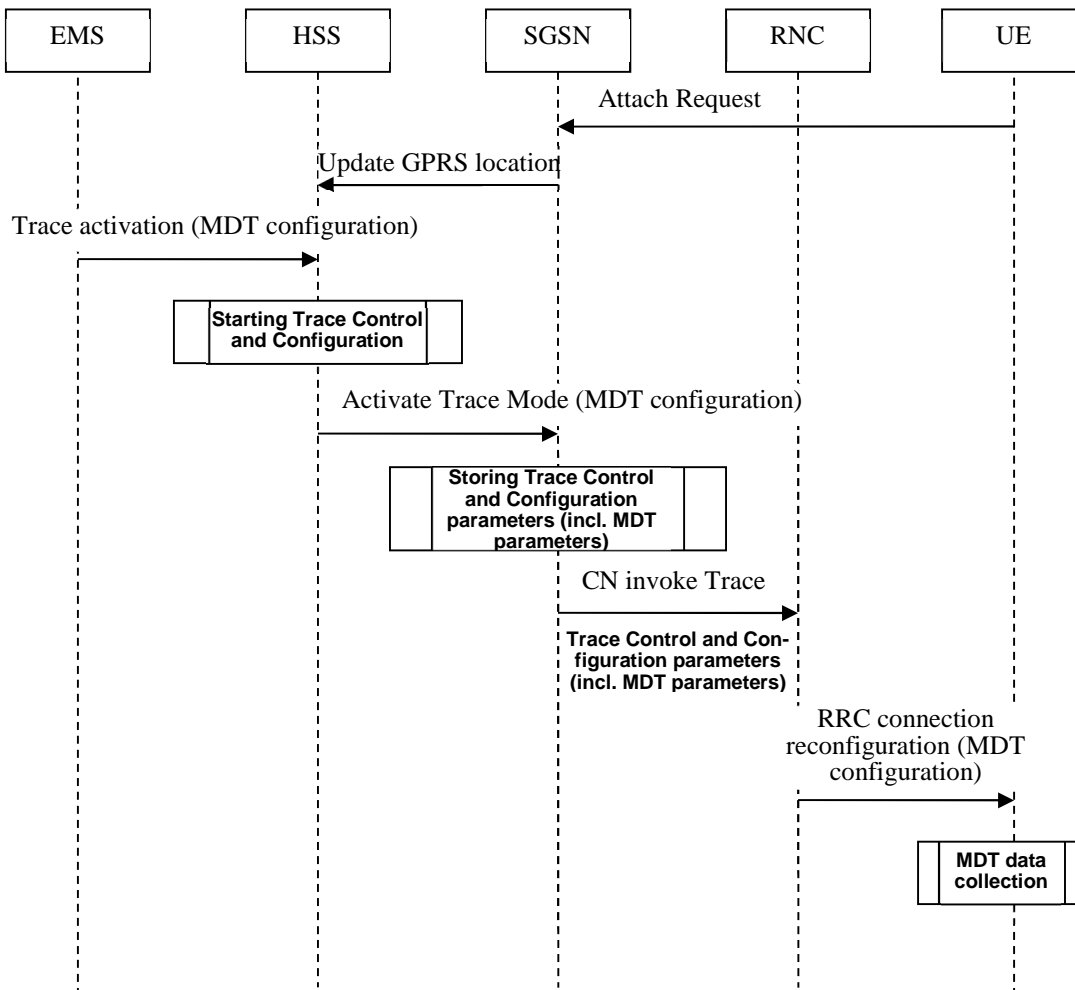 EMS
HSS
SGSN
RNC
UE
Attach Request
Update GPRS location
Trace activation (MDT configuration)
Starting Trace Control
and Configuration
Activate Trace Mode (MDT configuration)
Storing Trace Control
and Configuration
parameters (incl. MDT
parameters)
CN invoke Trace
Trace Control and Con-
figuration parameters
(incl. MDT parameters)
RRC connection
reconfiguration (MDT
configuration)
MDT data
collection